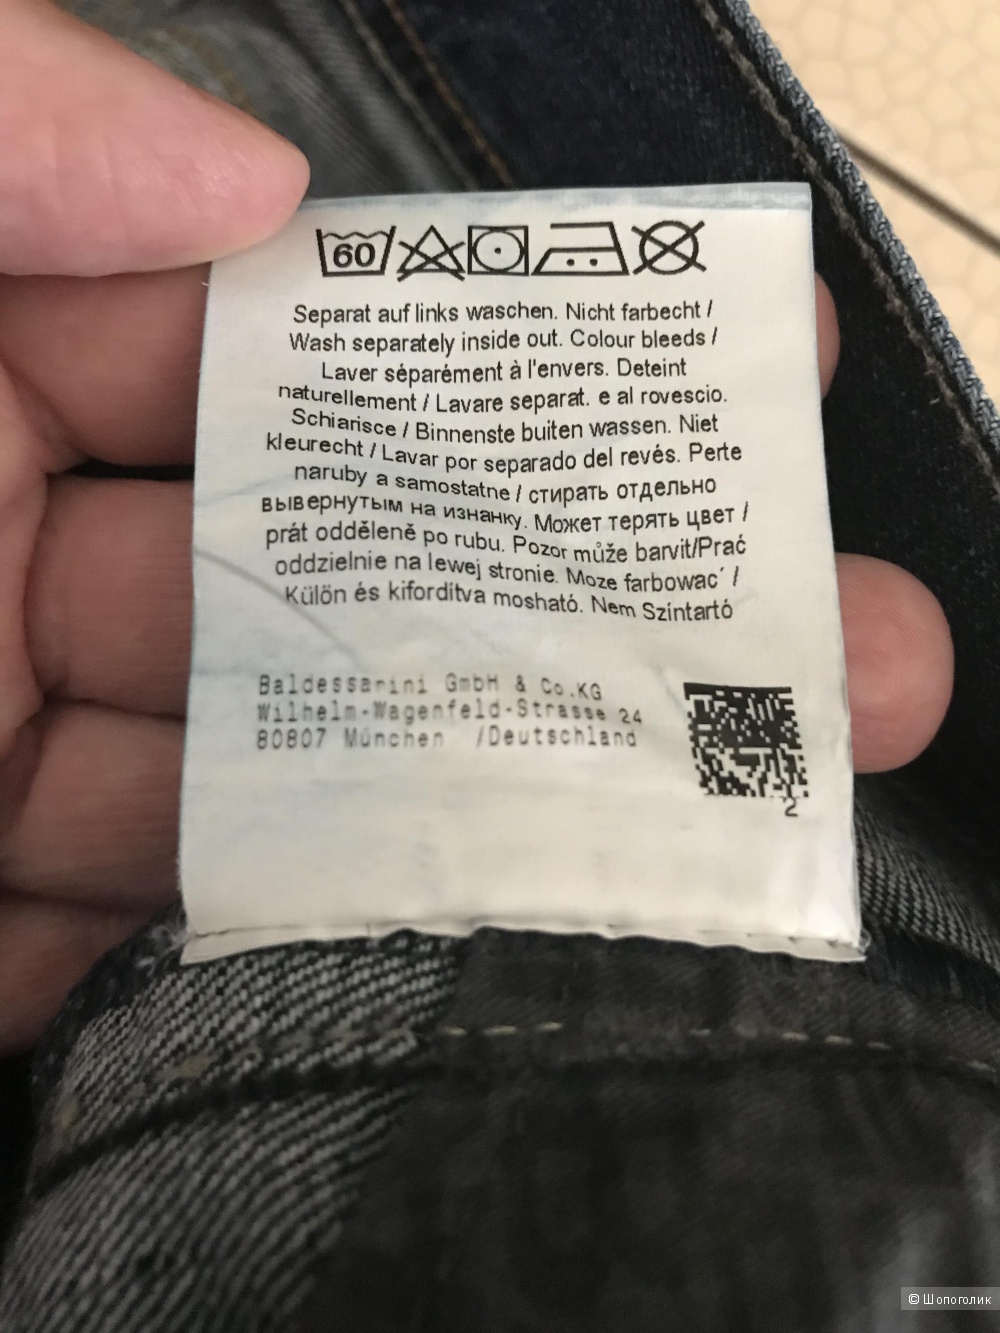 60
Separat auf links waschen. Nicht farbecht /
Wash separately inside out. Colour bleeds /
Laver séparément à l'envers. Deteint
naturellement / Lavare separat. e al rovescio.
Schiarisce / Binnenste buiten wassen. Niet
kleurecht / Lavar por separado del revés. Perte
naruby a samostatne / стирать отдельно
вывернутым на изнанку. Может терять цвет /
prát odděleně po rubu. Pozor může barvit/Prać
oddzielnie na lewej stronie. Moze farbowac´ /
Külön és kifordítva mosható. Nem Színtartó
Baldessarini GmbH & Co.KG
Wilhelm-Wagenfeld-Strasse 24
80807 München /Deutschland
2
© Шопоголик